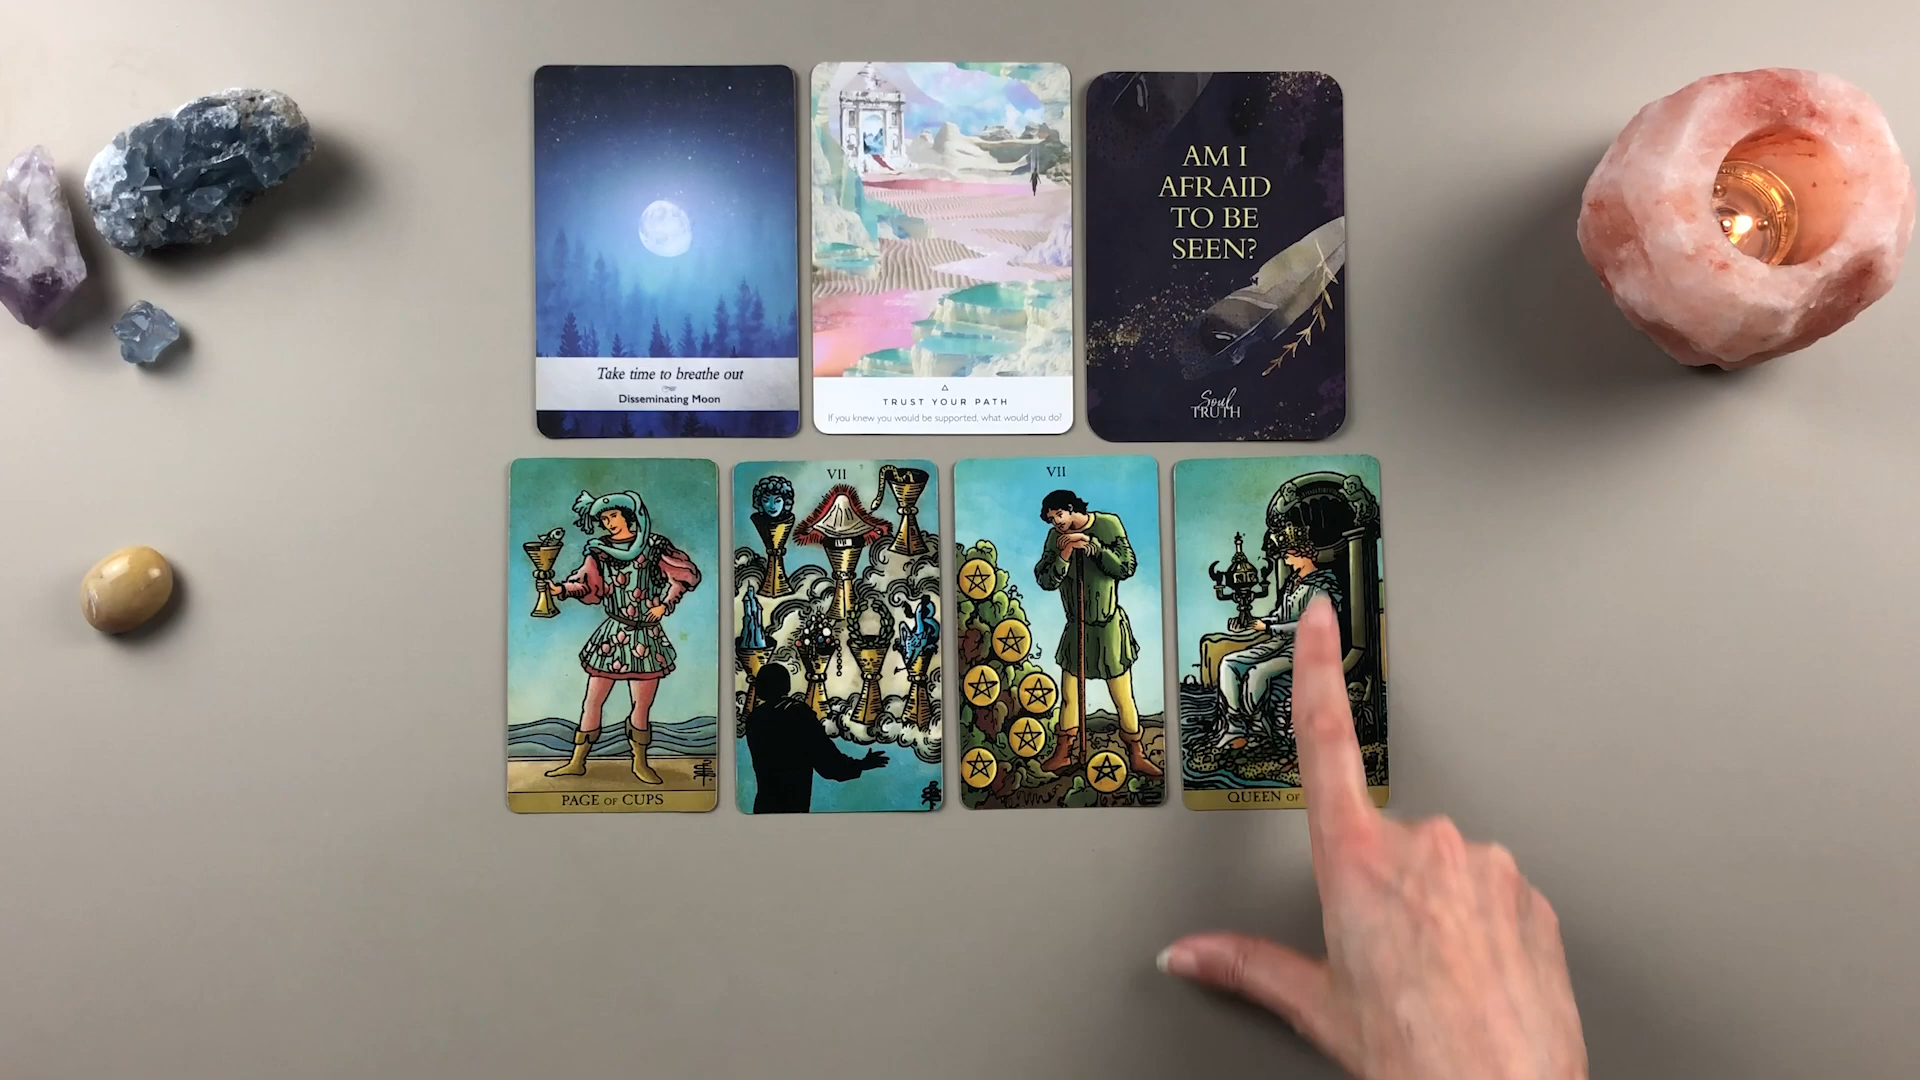 Take time to breathe out
Disseminating Moon
TRUST YOUR PATH
If you knew you would be supported, what would you do?
AM I
AFRAID
TO BE
SEEN?
Soul
TRUTH
PAGE OF CUPS
VII
VII
QUEEN OF